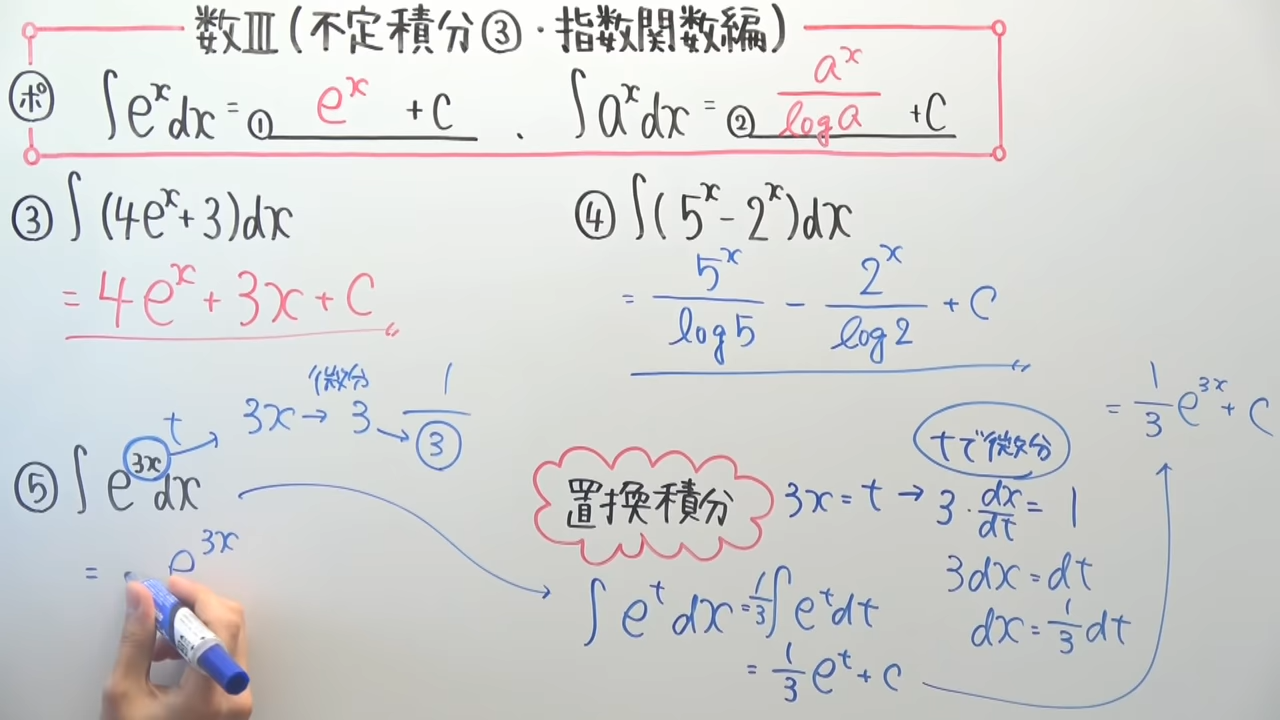 数Ⅲ(不定積分③・指数関数編)
ポ ∫e^x dx = ① e^x + C . ∫a^x dx = ② a^x/log a + C
③ ∫(4e^x+3)dx
= 4e^x + 3x + C
④ ∫(5^x - 2^x)dx
= 5^x/log5 - 2^x/log2 + C
⑤ ∫e^{3x}dx
t
3x → 3 → 1/③
微分
= e^{3x}
置換積分
3x = t → 3・dx/dt = 1
tで微分
3dx = dt
dx = 1/3 dt
∫e^t dx = 1/3∫e^t dt
= 1/3 e^t + C
= 1/3 e^{3x} + C